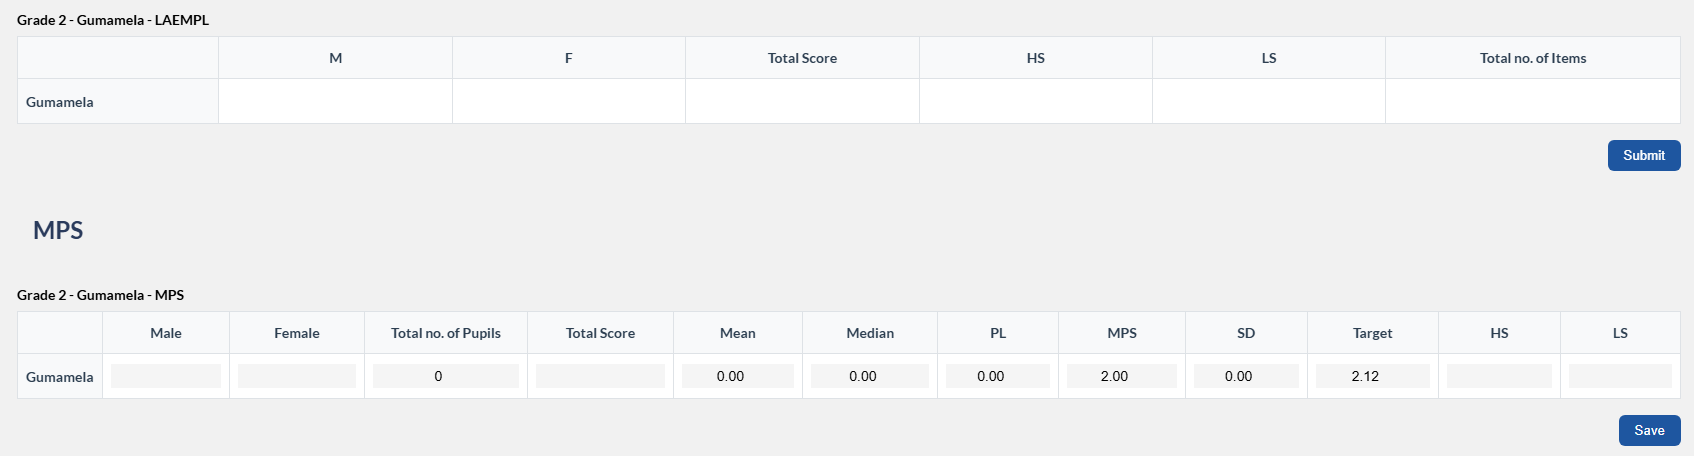 Grade 2 - Gumamela - LAEMPL
M F Total Score HS LS Total no. of Items
Gumamela
Submit
MPS
Grade 2 - Gumamela - MPS
Male Female Total no. of Pupils Total Score Mean Median PL MPS SD Target HS LS
Gumamela 0 0.00 0.00 0.00 2.00 0.00 2.12
Save